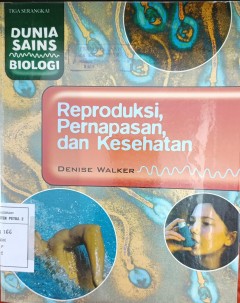 TIGA SERANGKAI
DUNIA
SAINS
BIOLOGI
Reproduksi,
Pernapasan,
dan Kesehatan
DENISE WALKER